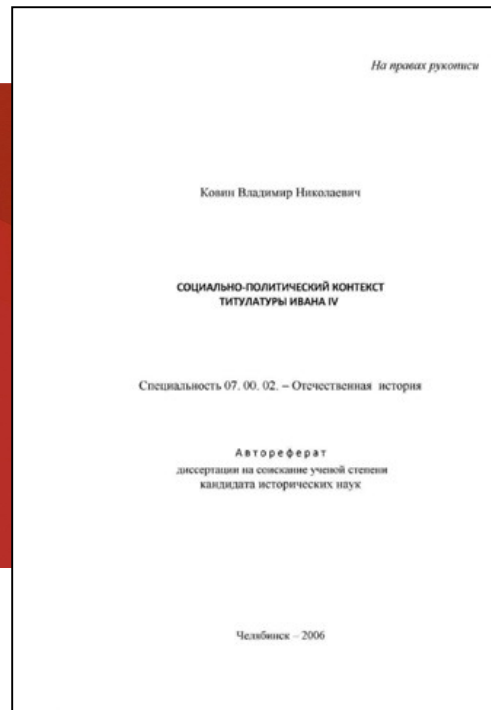 На правах рукописи
Ковин Владимир Николаевич
СОЦИАЛЬНО-ПОЛИТИЧЕСКИЙ КОНТЕКСТ
ТИТУЛАТУРЫ ИВАНА IV
Специальность 07. 00. 02. – Отечественная история
Автореферат
диссертации на соискание ученой степени
кандидата исторических наук
Челябинск – 2006